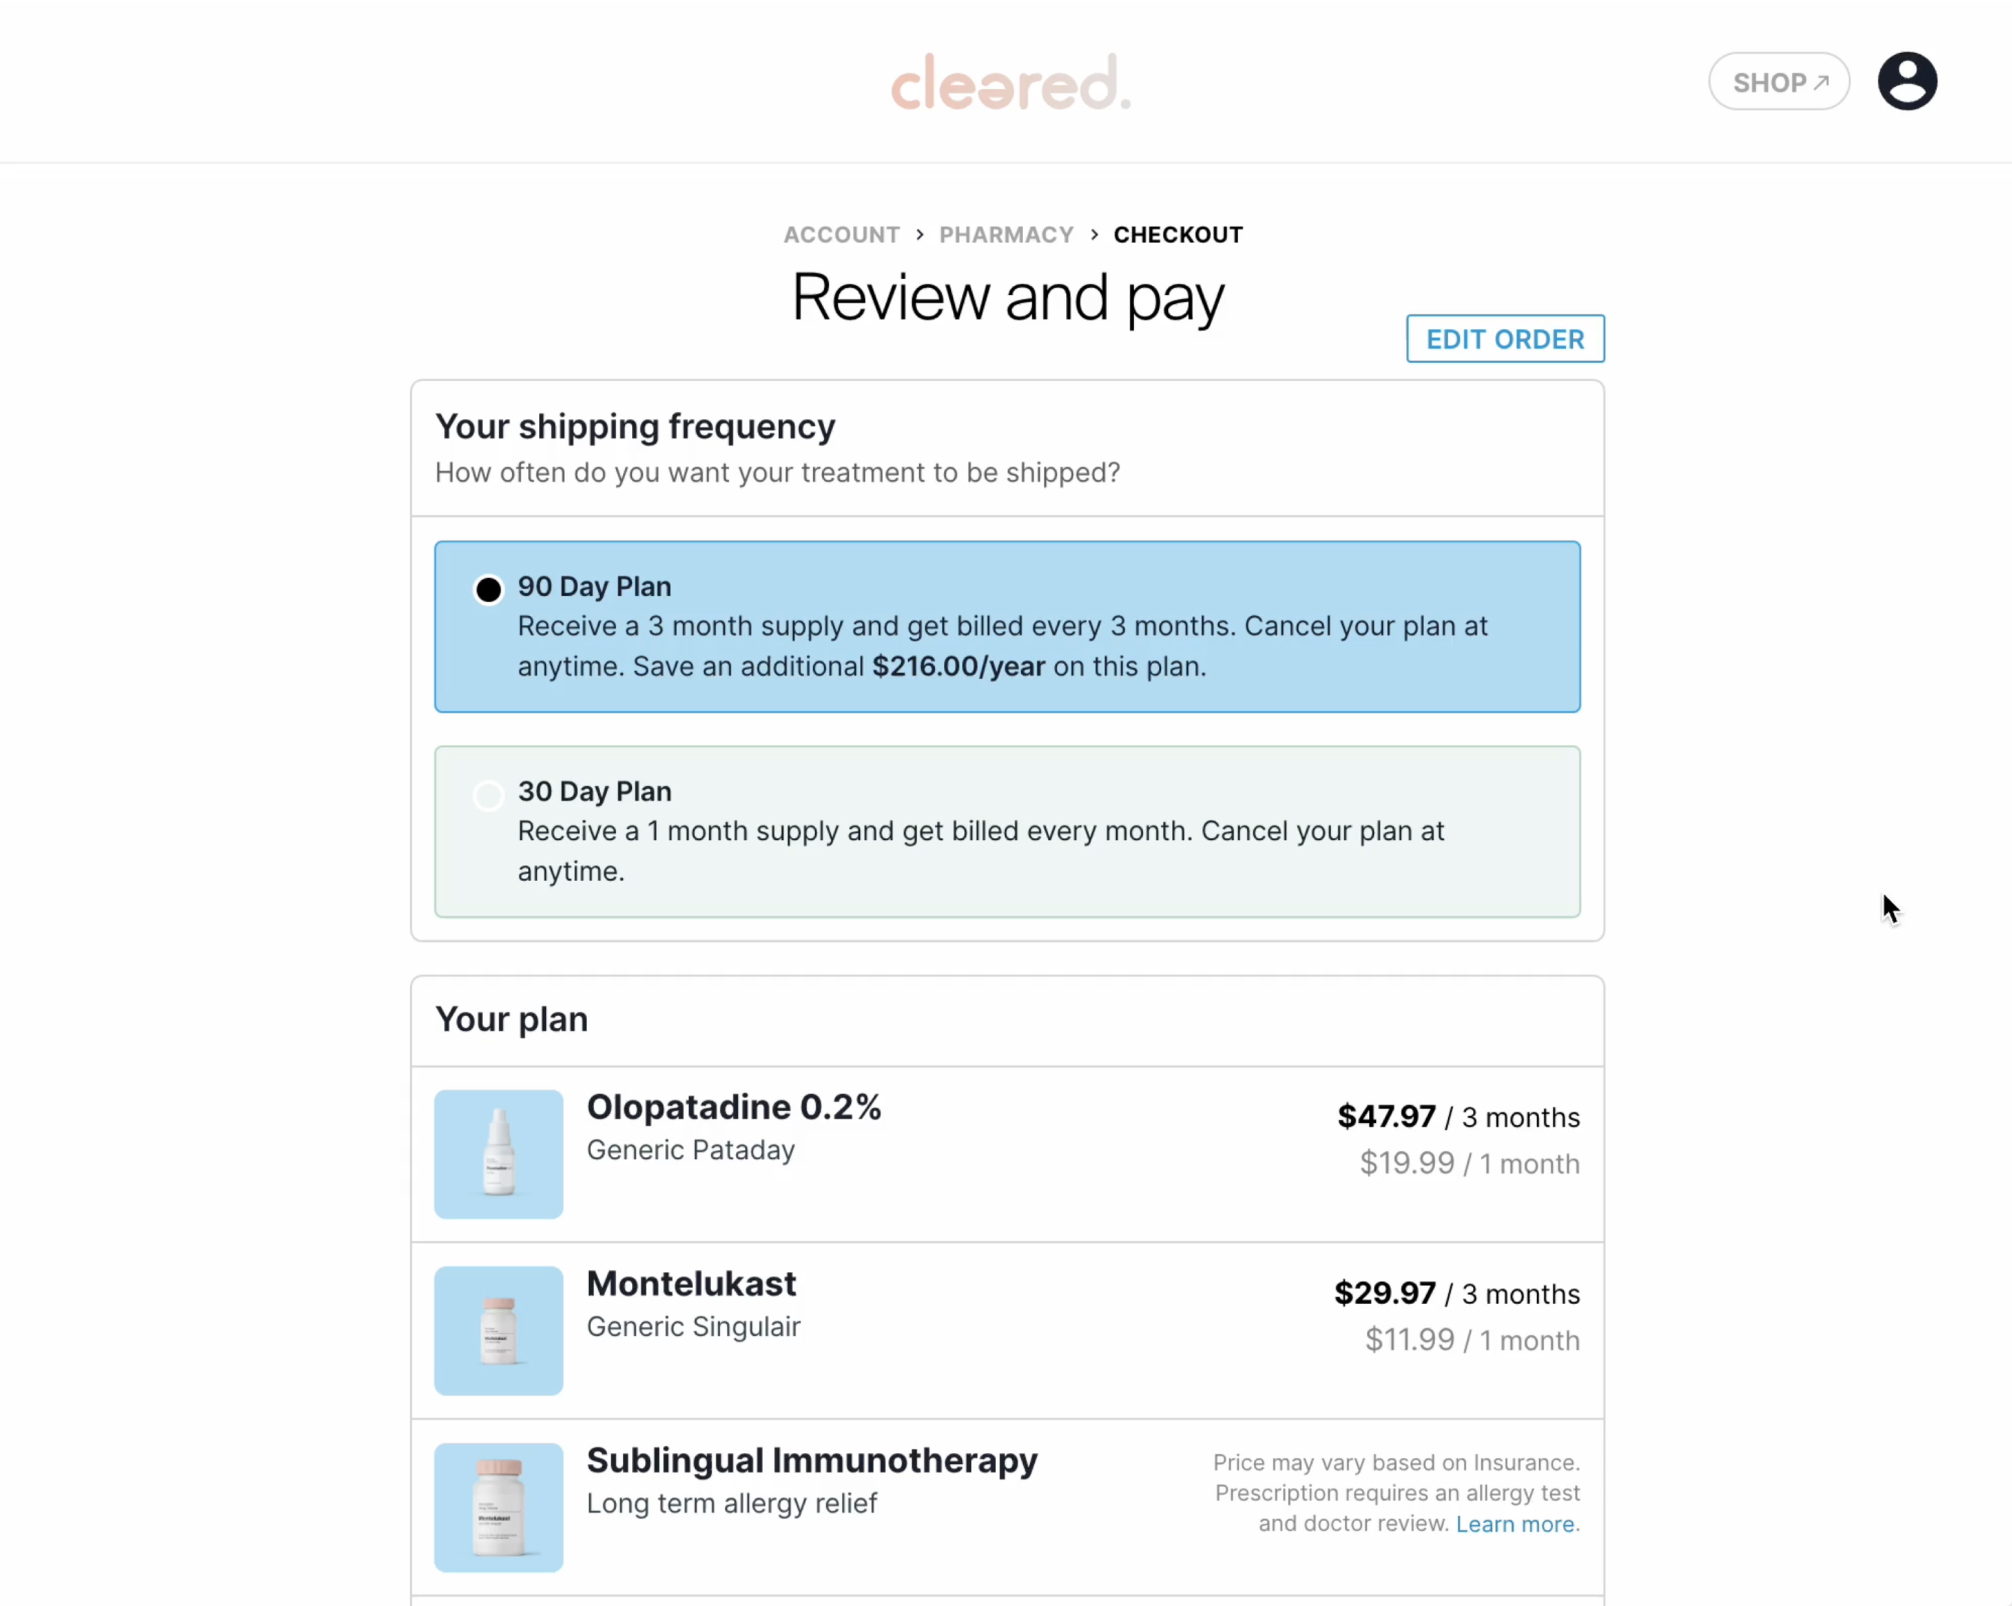 cleared.
SHOP↗
ACCOUNT › PHARMACY › CHECKOUT
Review and pay
EDIT ORDER
Your shipping frequency
How often do you want your treatment to be shipped?
90 Day Plan
Receive a 3 month supply and get billed every 3 months. Cancel your plan at
anytime. Save an additional $216.00/year on this plan.
30 Day Plan
Receive a 1 month supply and get billed every month. Cancel your plan at
anytime.
Your plan
Olopatadine 0.2%
Generic Pataday
$47.97 / 3 months
$19.99 / 1 month
Montelukast
Generic Singulair
$29.97 / 3 months
$11.99 / 1 month
Sublingual Immunotherapy
Long term allergy relief
Price may vary based on Insurance.
Prescription requires an allergy test
and doctor review. Learn more.